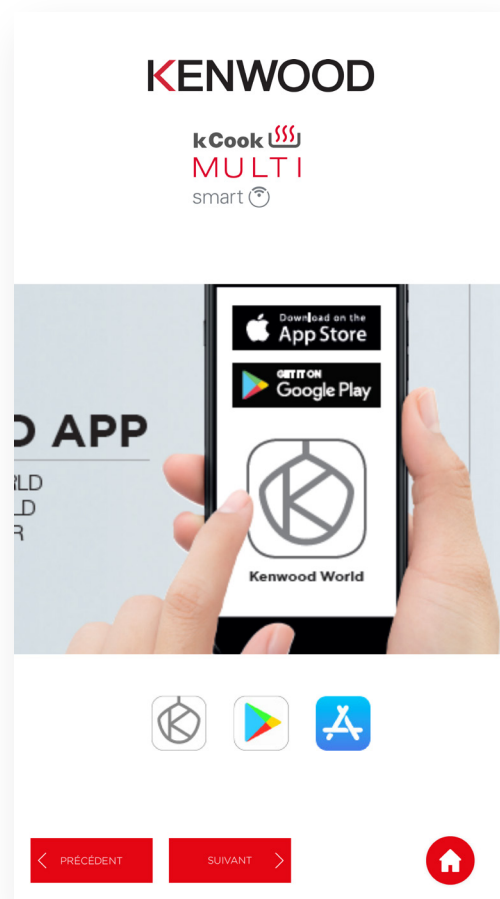 KENWOOD
kCook
MULTI
smart
Download on the
App Store
GET IT ON
Google Play
APP
Kenwood World
PRÉCÉDENT
SUIVANT